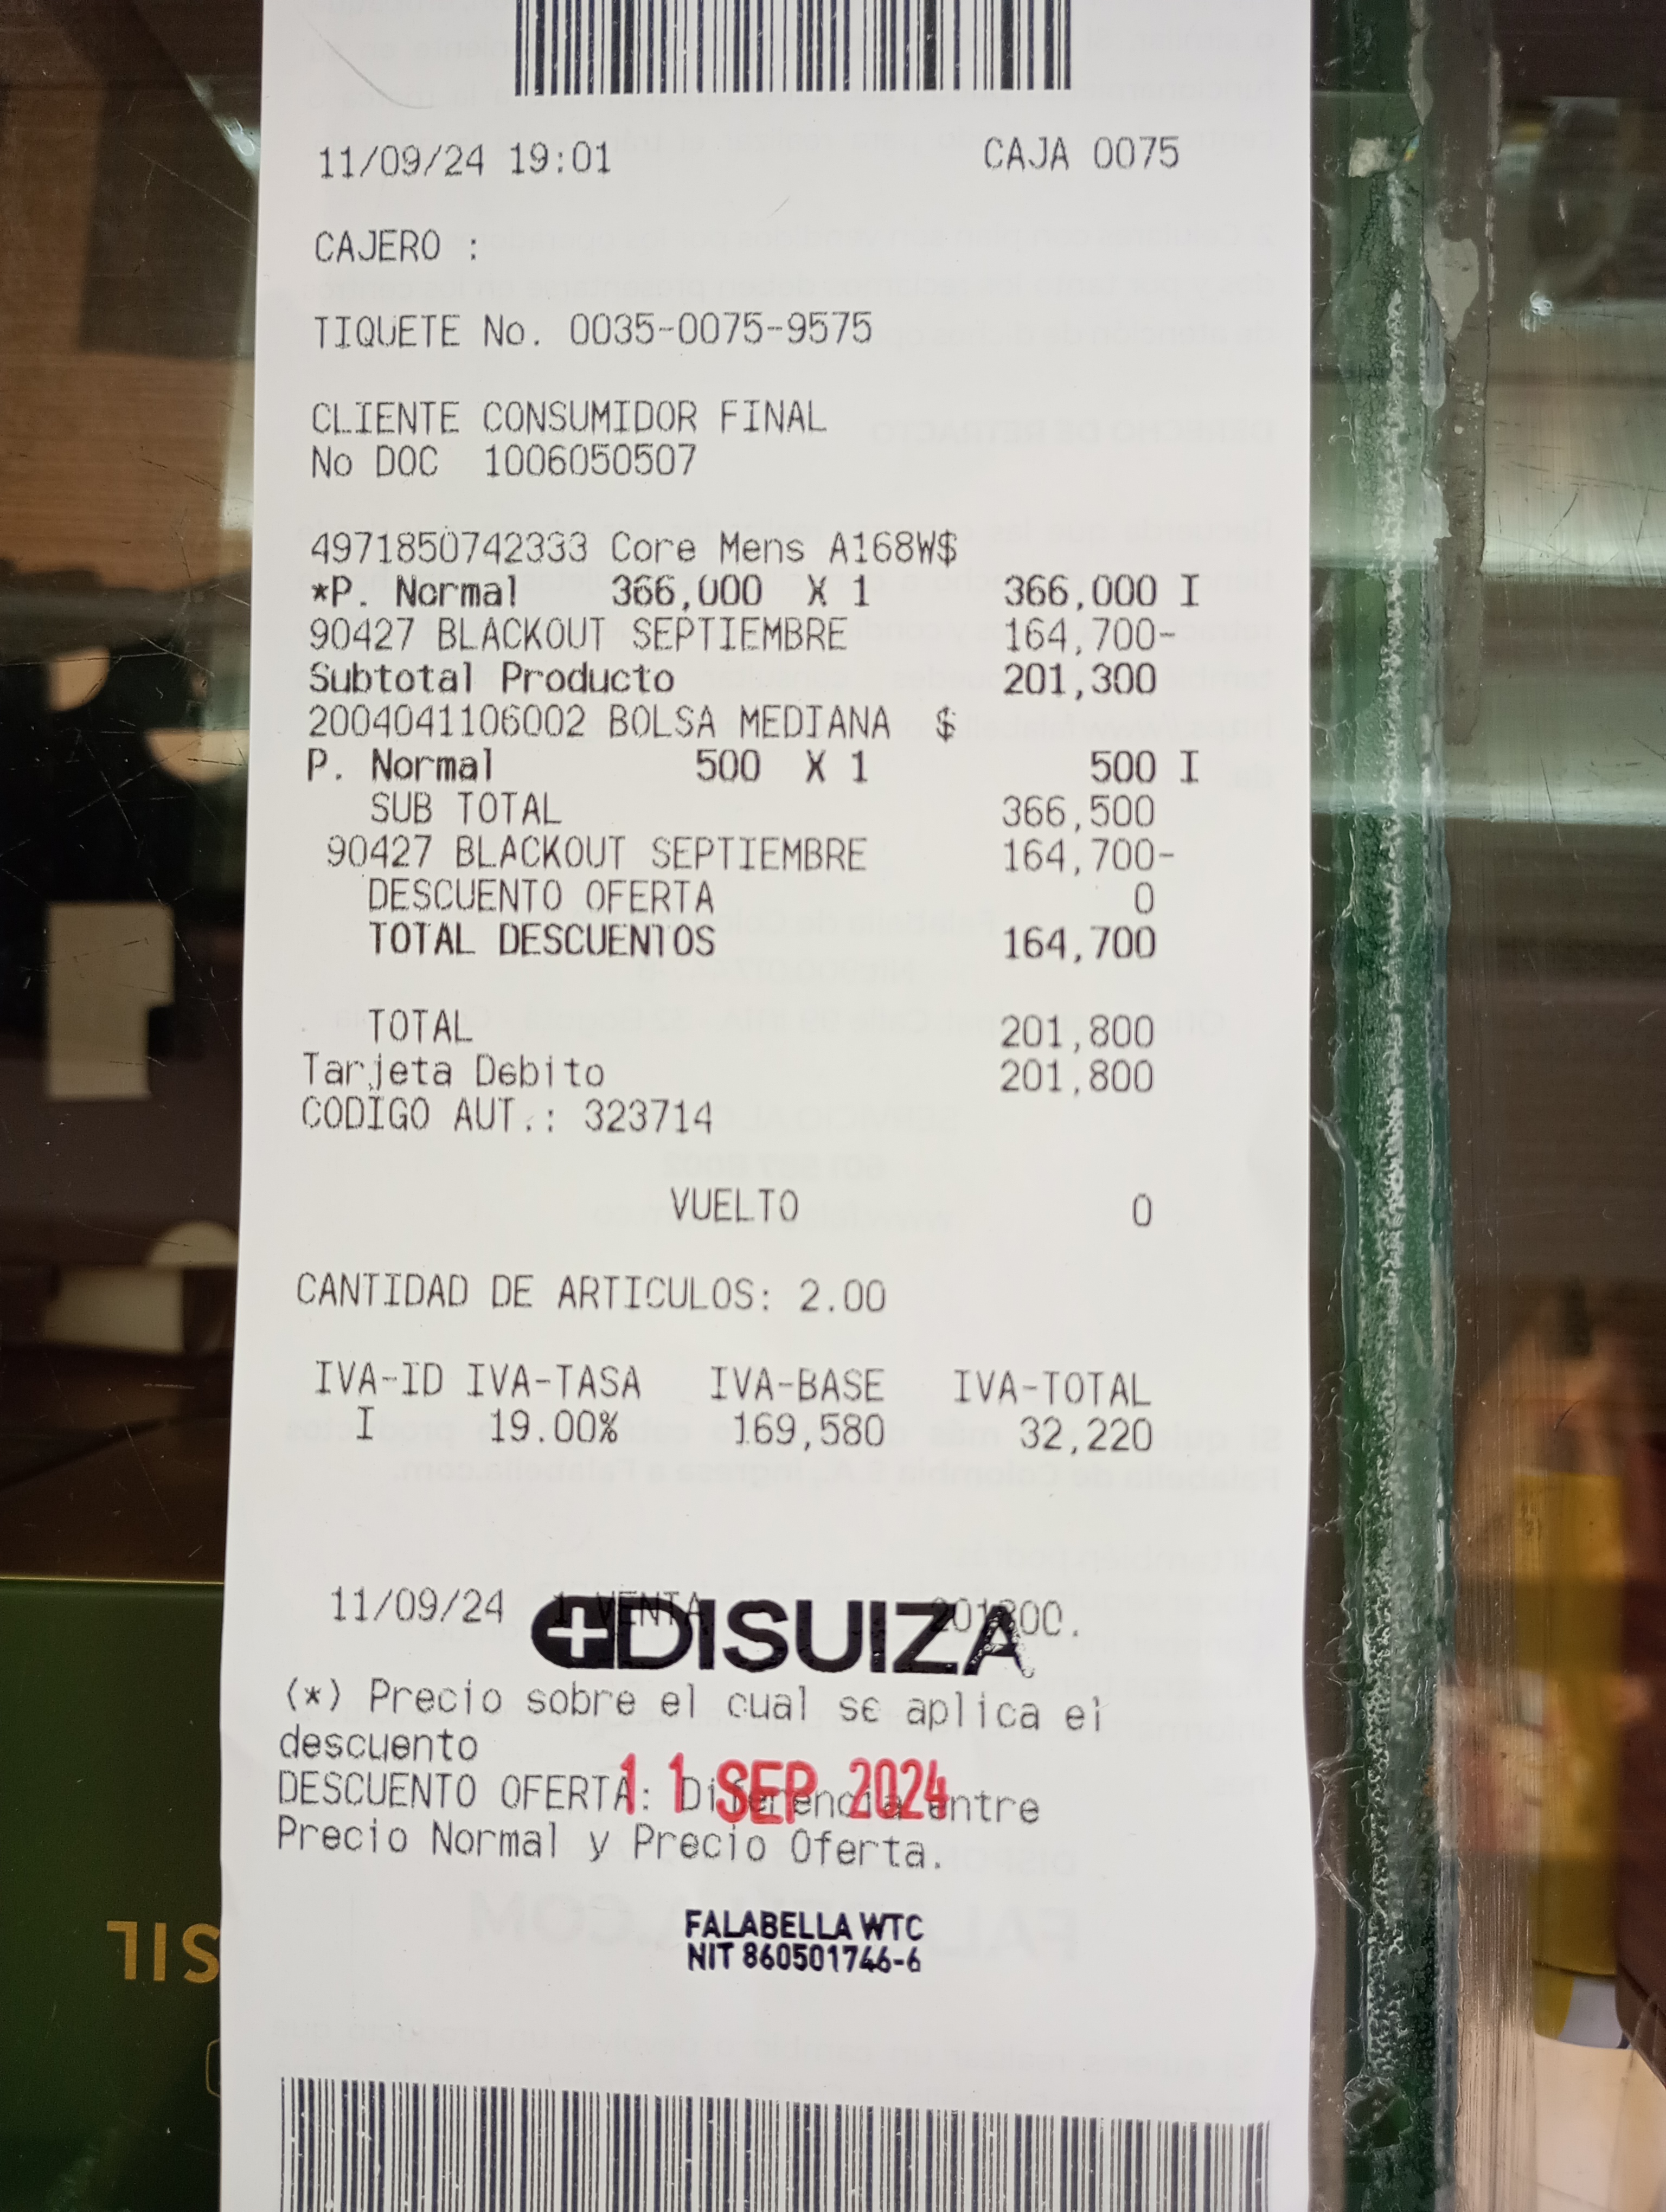 11/09/24 19:01 CAJA 0075
CAJERO :
TIQUETE No. 0035-0075-9575
CLIENTE CONSUMIDOR FINAL
No DOC 1006050507
4971850742333 Core Mens A168W$
*P. Normal 366,000 X 1 366,000 I
90427 BLACKOUT SEPTIEMBRE 164,700-
Subtotal Producto 201,300
2004041106002 BOLSA MEDIANA $
P. Normal 500 X 1 500 I
SUB TOTAL 366,500
90427 BLACKOUT SEPTIEMBRE 164,700-
DESCUENTO OFERTA 0
TOTAL DESCUENTOS 164,700
TOTAL 201,800
Tarjeta Debito 201,800
CODIGO AUT.: 323714
VUELTO 0
CANTIDAD DE ARTICULOS: 2.00
IVA-ID IVA-TASA IVA-BASE IVA-TOTAL
I 19.00% 169,580 32,220
11/09/24 1 VENTA 201800.
DISUIZA
(*) Precio sobre el cual se aplica el
descuento
11 SEP 2024
DESCUENTO OFERTA: Diferencia entre
Precio Normal y Precio Oferta.
FALABELLA WTC
NIT 860501746-6